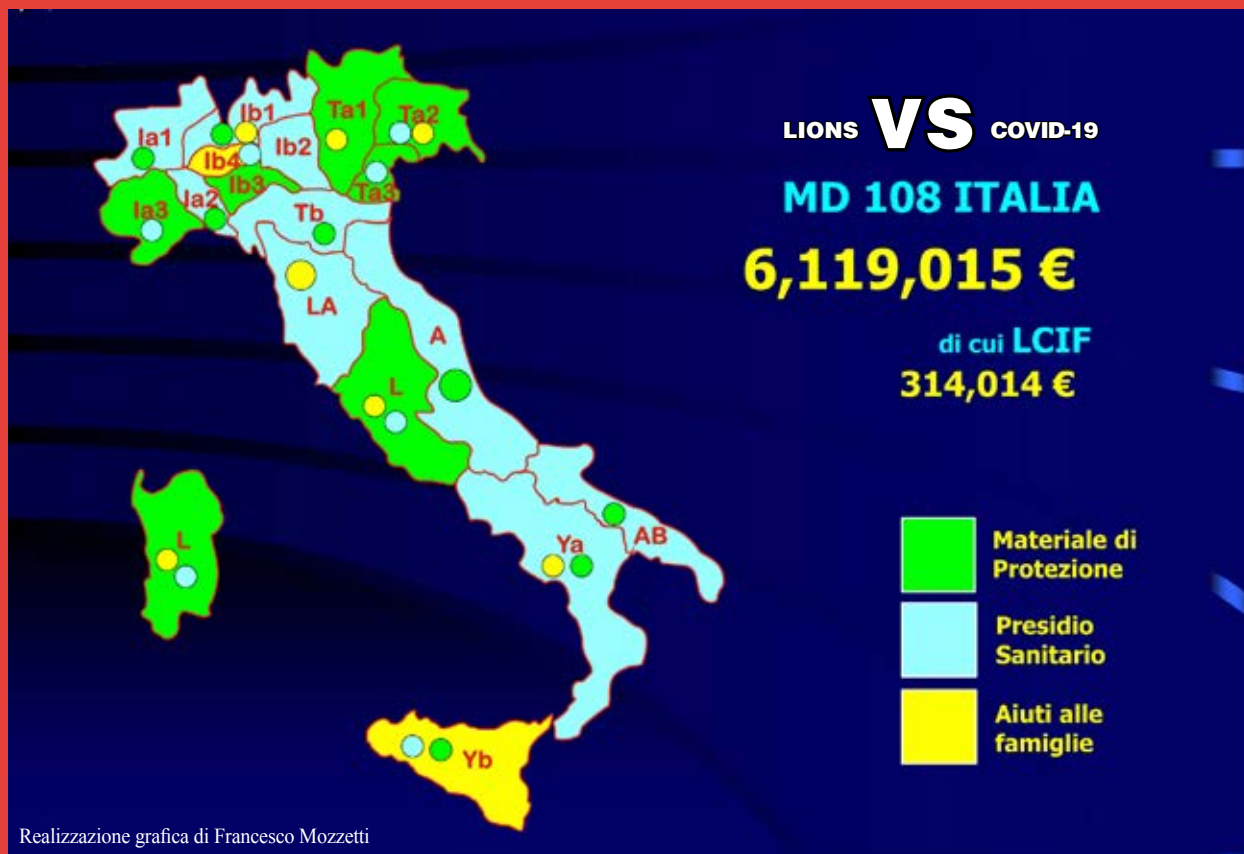 LIONS VS COVID-19
MD 108 ITALIA
6,119,015 €
di cui LCIF
314,014 €
Ia1
Ib1
Ta1
Ta2
Ib2
Ib4
Ib3
Ta3
Ia2
Ia3
Tb
LA
A
L
L
Ya
AB
Yb
Materiale di
Protezione
Presidio
Sanitario
Aiuti alle
famiglie
Realizzazione grafica di Francesco Mozzetti